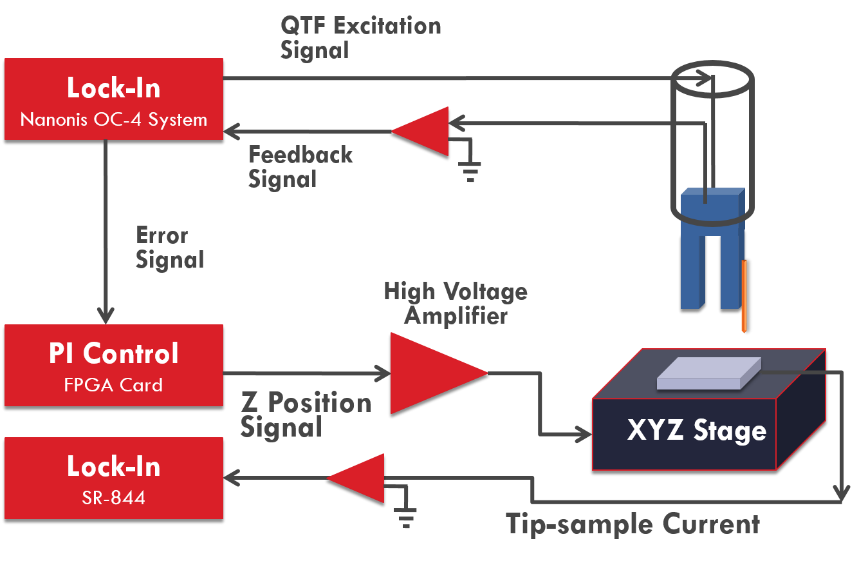 QTF Excitation
Signal
Lock-In
Nanonis OC-4 System
Feedback
Signal
Error
Signal
High Voltage
Amplifier
PI Control
FPGA Card
Z Position
Signal
XYZ Stage
Lock-In
SR-844
Tip-sample Current